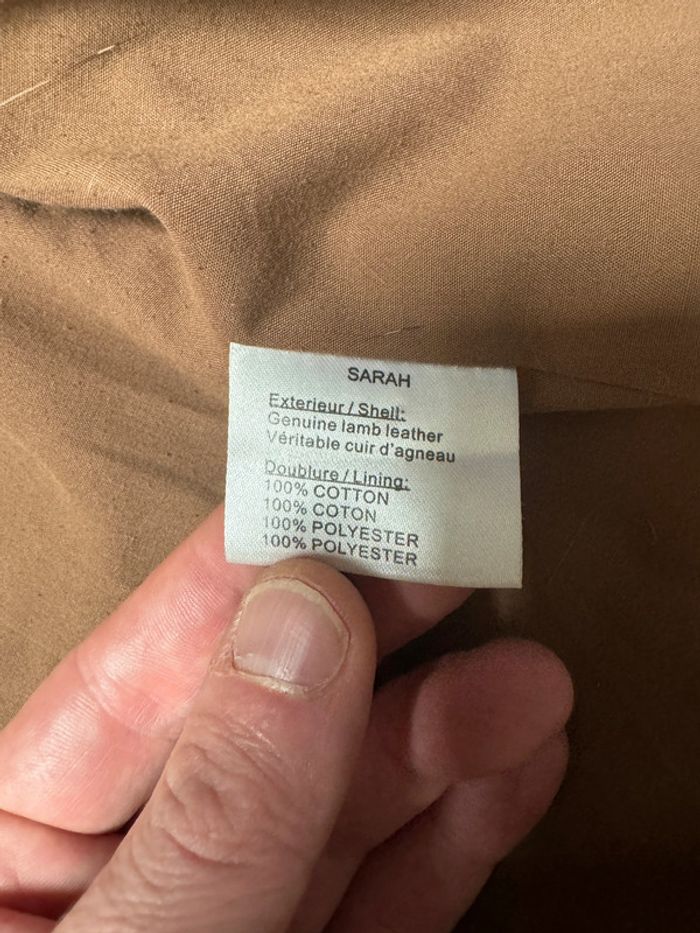 SARAH
Exterieur / Shell:
Genuine lamb leather
Véritable cuir d'agneau
Doublure / Lining:
100% COTTON
100% COTON
100% POLYESTER
100% POLYESTER